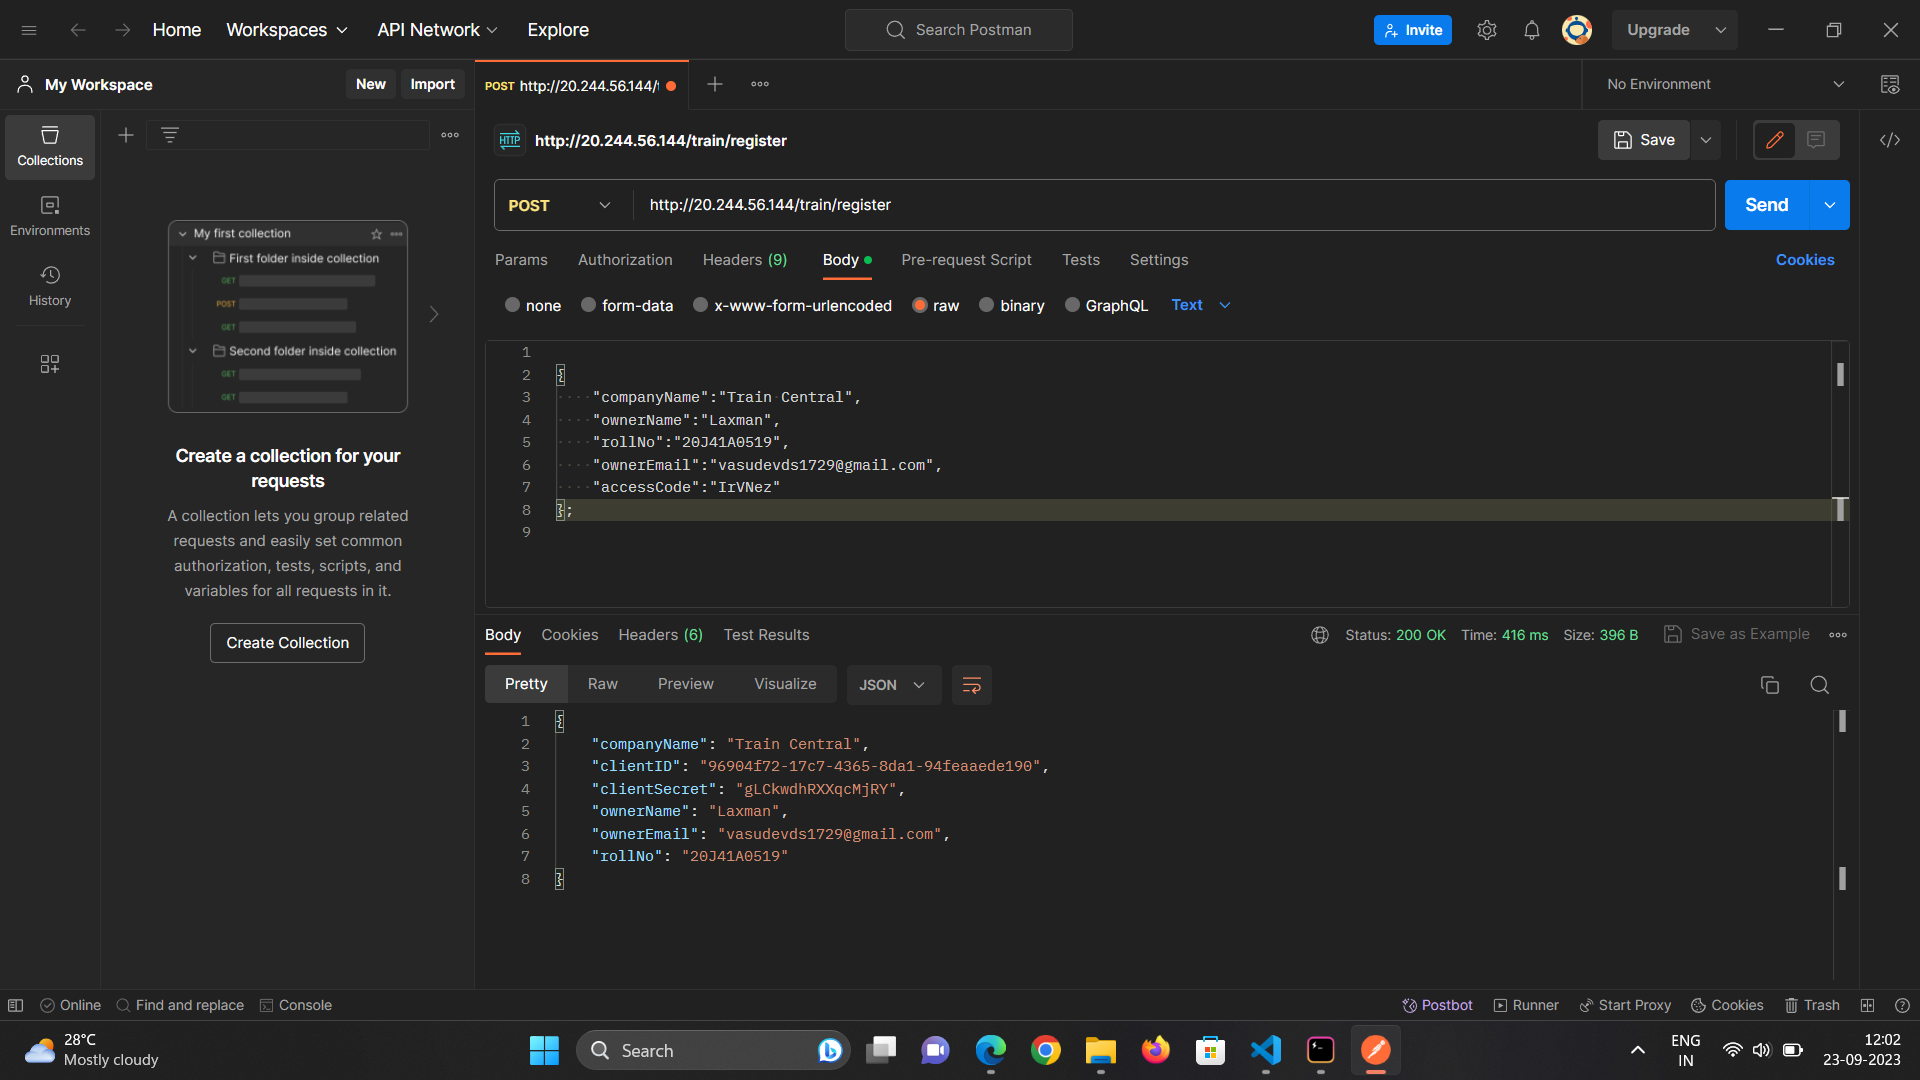 Home
Workspaces
API Network
Explore
Search Postman
Invite
Upgrade
My Workspace
New
Import
POST http://20.244.56.144/t
No Environment
Collections
Environments
History
HTTP
http://20.244.56.144/train/register
Save
POST
http://20.244.56.144/train/register
Send
Params
Authorization
Headers (9)
Body
Pre-request Script
Tests
Settings
Cookies
none
form-data
x-www-form-urlencoded
raw
binary
GraphQL
Text
My first collection
First folder inside collection
GET
POST
GET
Second folder inside collection
GET
GET
Create a collection for your
requests
A collection lets you group related
requests and easily set common
authorization, tests, scripts, and
variables for all requests in it.
Create Collection
1
2 {
3 "companyName":"Train Central",
4 "ownerName":"Laxman",
5 "rollNo":"20J41A0519",
6 "ownerEmail":"vasudevds1729@gmail.com",
7 "accessCode":"IrVNez"
8 };
9
Body
Cookies
Headers (6)
Test Results
Status: 200 OK
Time: 416 ms
Size: 396 B
Save as Example
Pretty
Raw
Preview
Visualize
JSON
1 {
2 "companyName": "Train Central",
3 "clientID": "96904f72-17c7-4365-8da1-94feaaede190",
4 "clientSecret": "gLCkwdhRXXqcMjRY",
5 "ownerName": "Laxman",
6 "ownerEmail": "vasudevds1729@gmail.com",
7 "rollNo": "20J41A0519"
8 }
Online
Find and replace
Console
Postbot
Runner
Start Proxy
Cookies
Trash
28°C
Mostly cloudy
Search
ENG
IN
12:02
23-09-2023